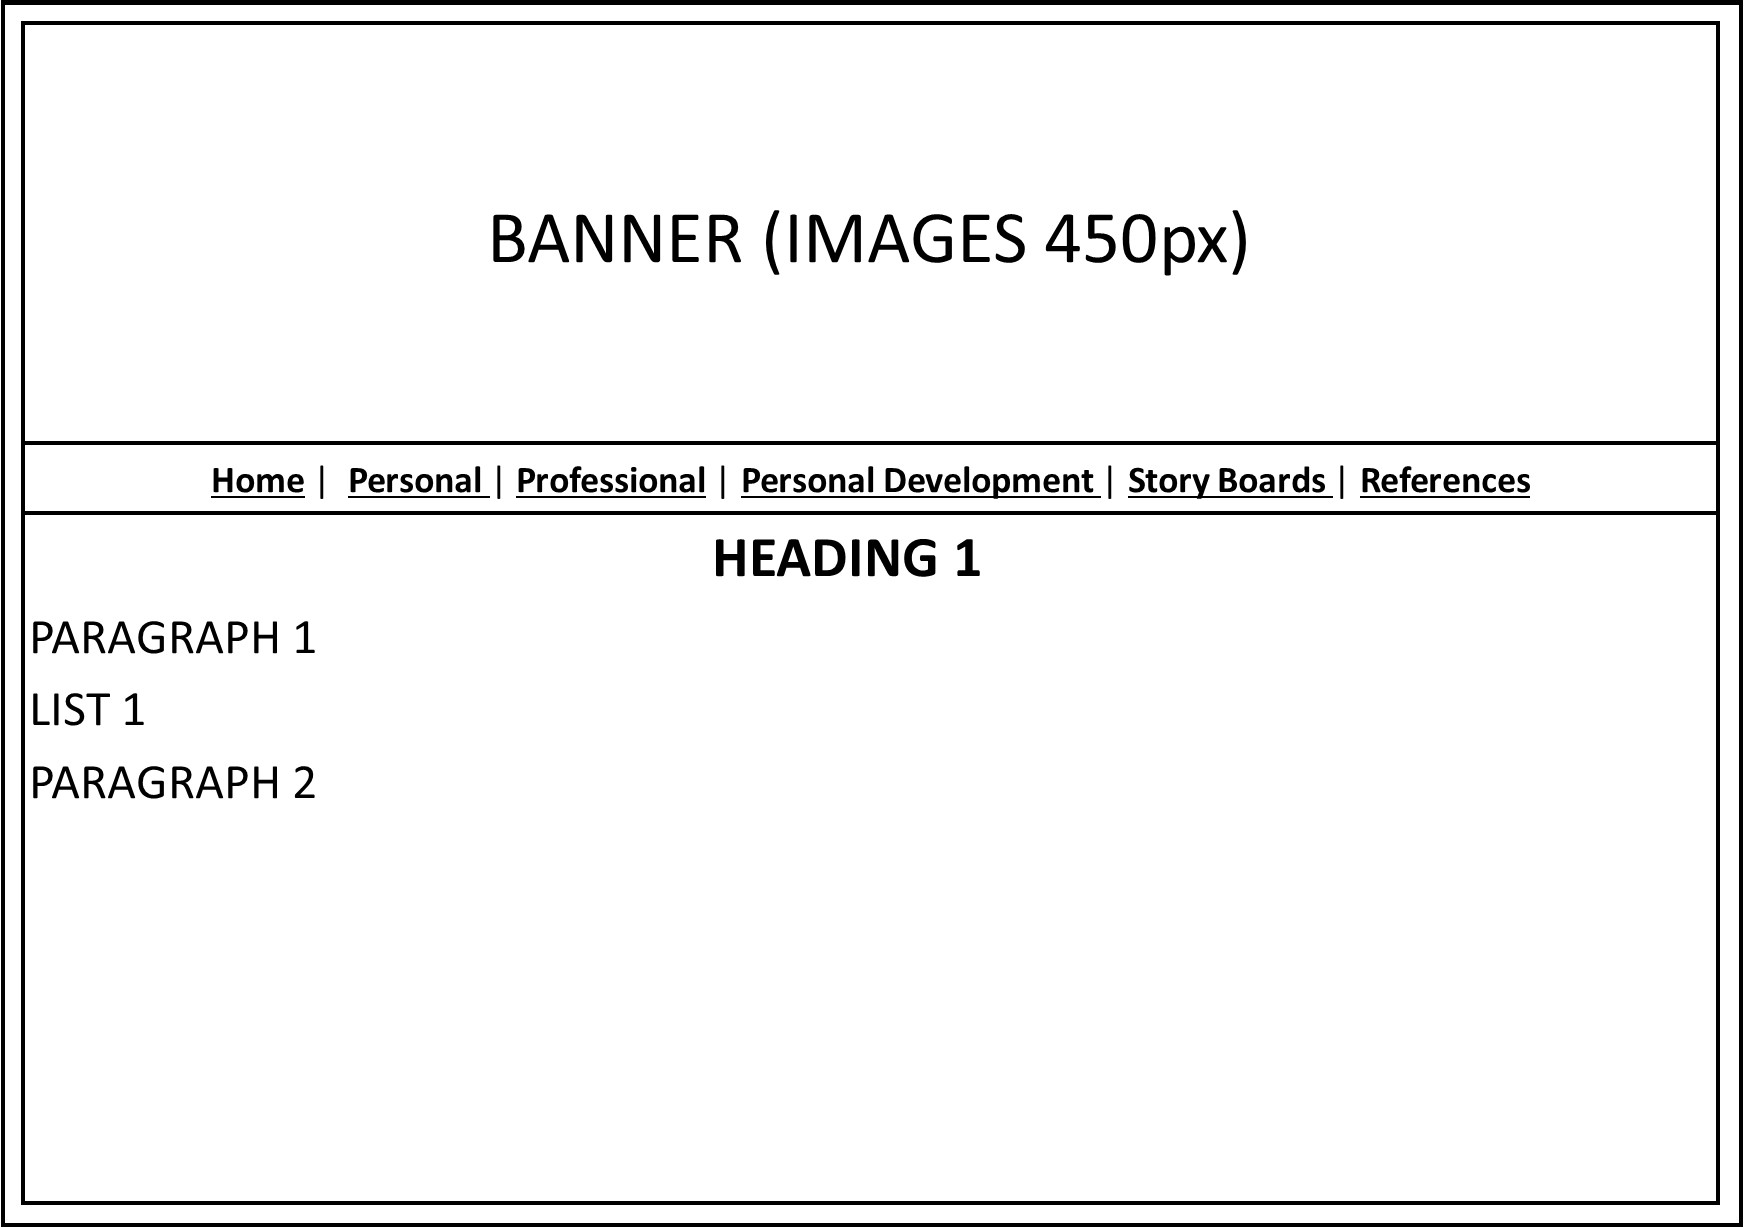 BANNER (IMAGES 450px)
Home | Personal | Professional | Personal Development | Story Boards | References
HEADING 1
PARAGRAPH 1
LIST 1
PARAGRAPH 2